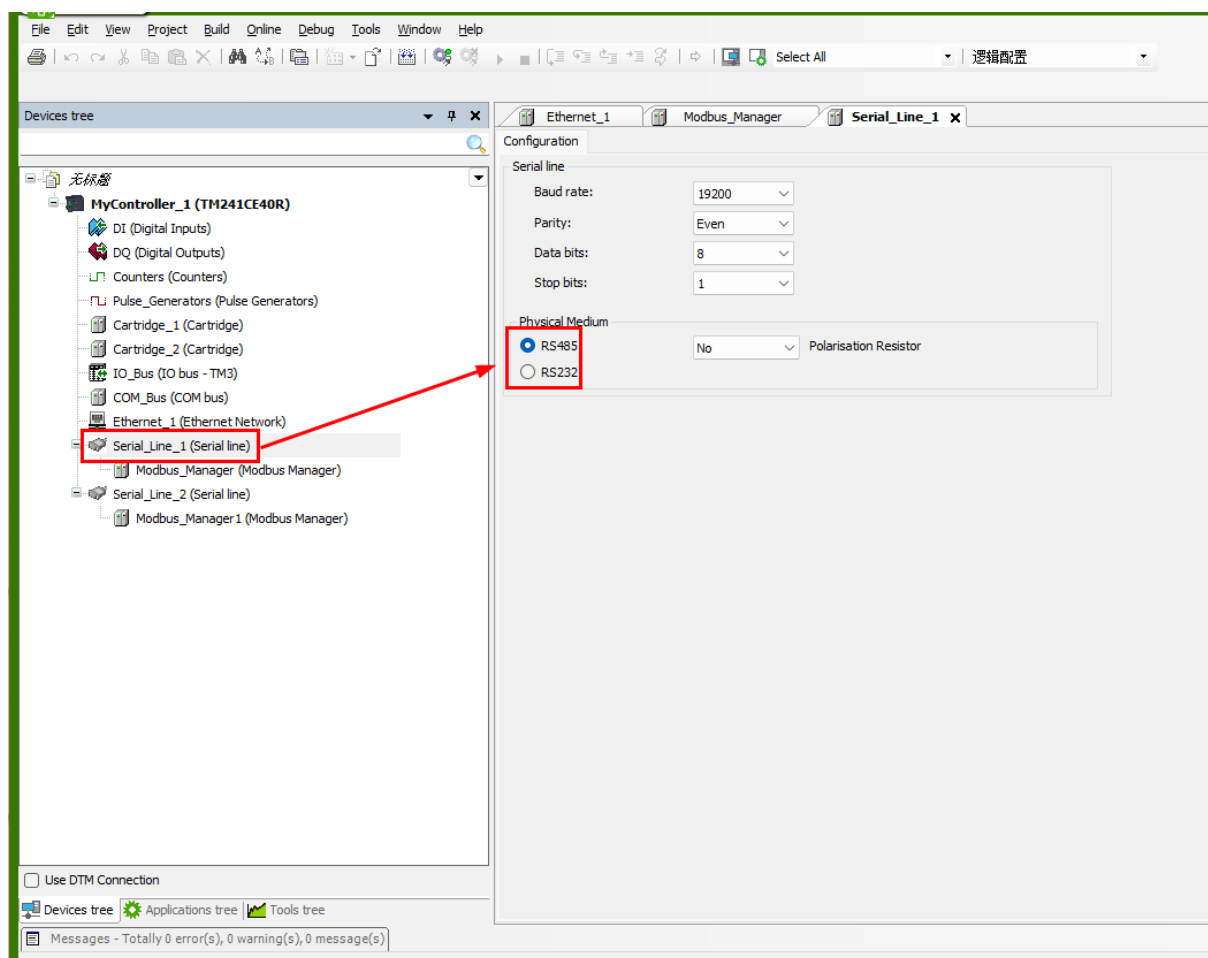 File Edit View Project Build Online Debug Tools Window Help
Select All 逻辑配置
Devices tree
无标题
MyController_1 (TM241CE40R)
DI (Digital Inputs)
DQ (Digital Outputs)
Counters (Counters)
Pulse_Generators (Pulse Generators)
Cartridge_1 (Cartridge)
Cartridge_2 (Cartridge)
IO_Bus (IO bus - TM3)
COM_Bus (COM bus)
Ethernet_1 (Ethernet Network)
Serial_Line_1 (Serial line)
Modbus_Manager (Modbus Manager)
Serial_Line_2 (Serial line)
Modbus_Manager1 (Modbus Manager)
Use DTM Connection
Devices tree Applications tree Tools tree
Messages - Totally 0 error(s), 0 warning(s), 0 message(s)
Ethernet_1 Modbus_Manager Serial_Line_1
Configuration
Serial line
Baud rate: 19200
Parity: Even
Data bits: 8
Stop bits: 1
Physical Medium
RS485 No Polarisation Resistor
RS232